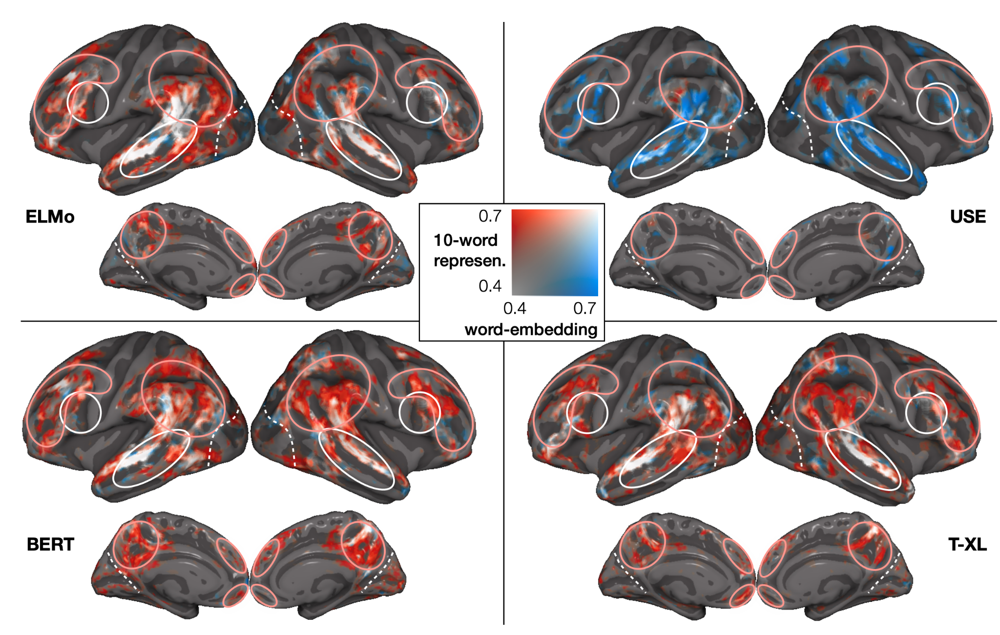 ELMo
USE
0.7
10-word
represen.
0.4
0.4 0.7
word-embedding
BERT
T-XL